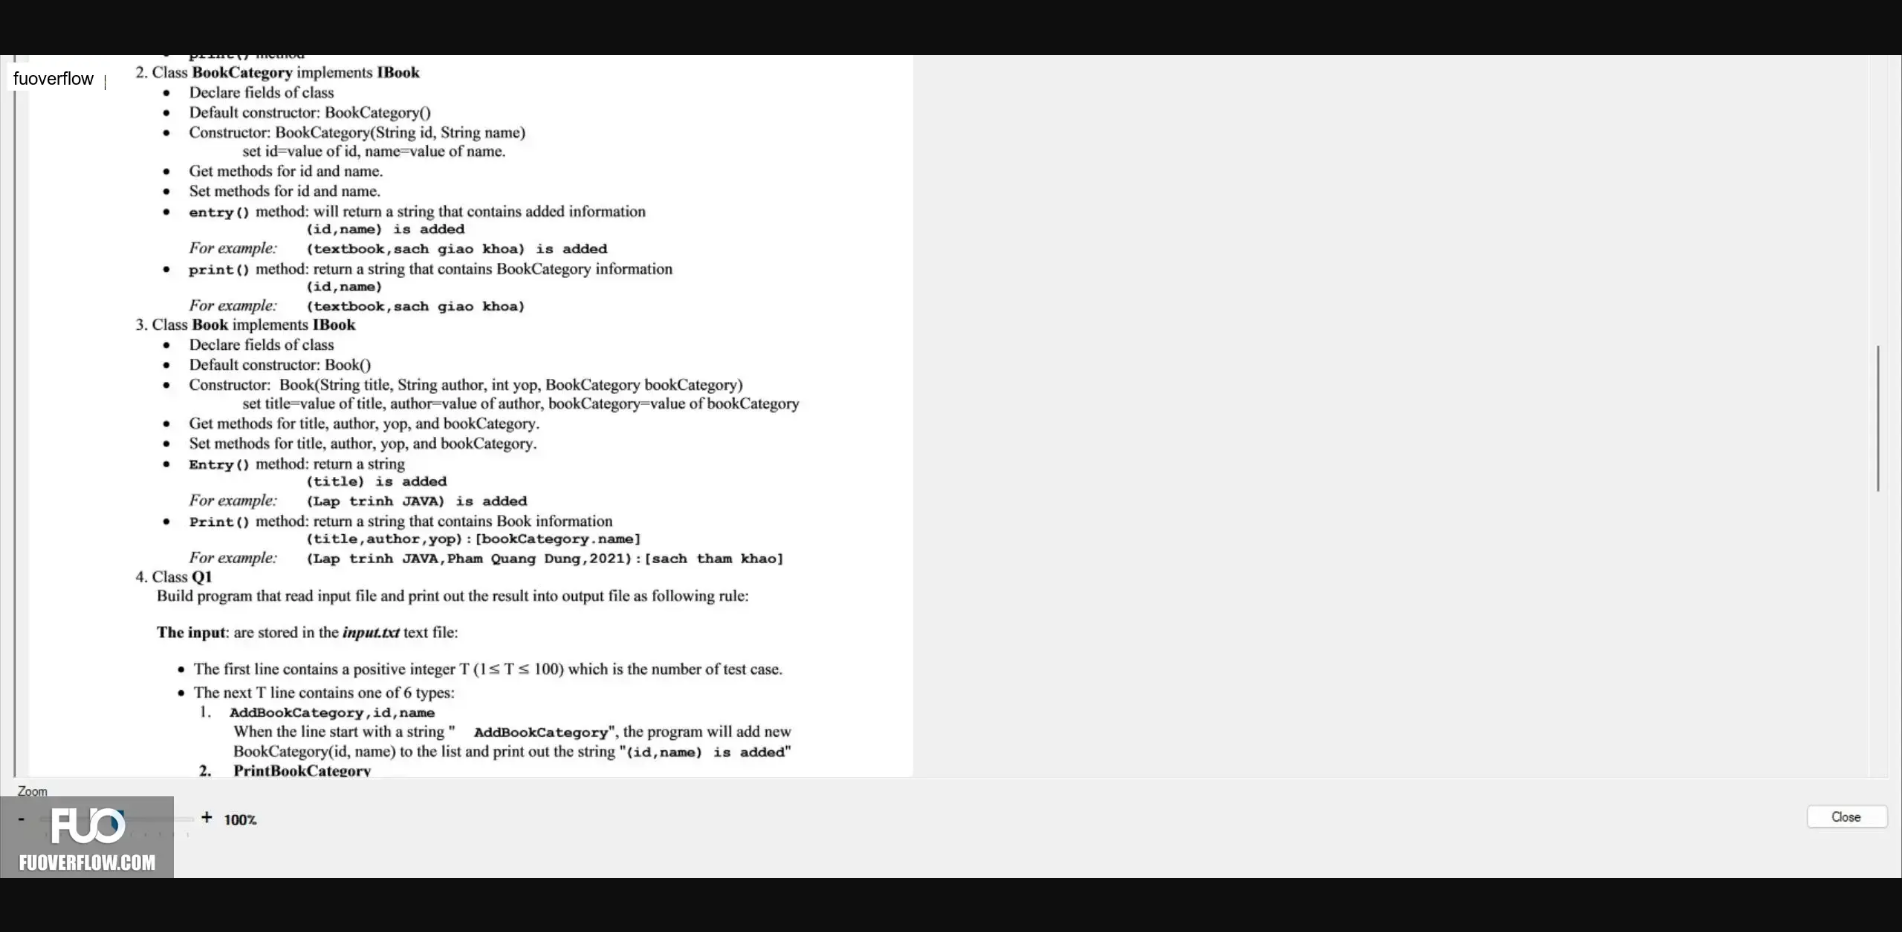 print() method
fuoverflow
2. Class BookCategory implements IBook
• Declare fields of class
• Default constructor: BookCategory()
• Constructor: BookCategory(String id, String name)
set id=value of id, name=value of name.
• Get methods for id and name.
• Set methods for id and name.
• entry() method: will return a string that contains added information
(id,name) is added
For example: (textbook,sach giao khoa) is added
• print() method: return a string that contains BookCategory information
(id,name)
For example: (textbook,sach giao khoa)
3. Class Book implements IBook
• Declare fields of class
• Default constructor: Book()
• Constructor: Book(String title, String author, int yop, BookCategory bookCategory)
set title=value of title, author=value of author, bookCategory=value of bookCategory
• Get methods for title, author, yop, and bookCategory.
• Set methods for title, author, yop, and bookCategory.
• Entry() method: return a string
(title) is added
For example: (Lap trinh JAVA) is added
• Print() method: return a string that contains Book information
(title,author,yop):[bookCategory.name]
For example: (Lap trinh JAVA,Pham Quang Dung,2021):[sach tham khao]
4. Class Q1
Build program that read input file and print out the result into output file as following rule:
The input: are stored in the input.txt text file:
• The first line contains a positive integer T (1≤ T ≤ 100) which is the number of test case.
• The next T line contains one of 6 types:
1. AddBookCategory,id,name
When the line start with a string " AddBookCategory", the program will add new
BookCategory(id, name) to the list and print out the string "(id,name) is added"
2. PrintBookCategory
Zoom
- + 100%
Close
FUO
FUOVERFLOW.COM